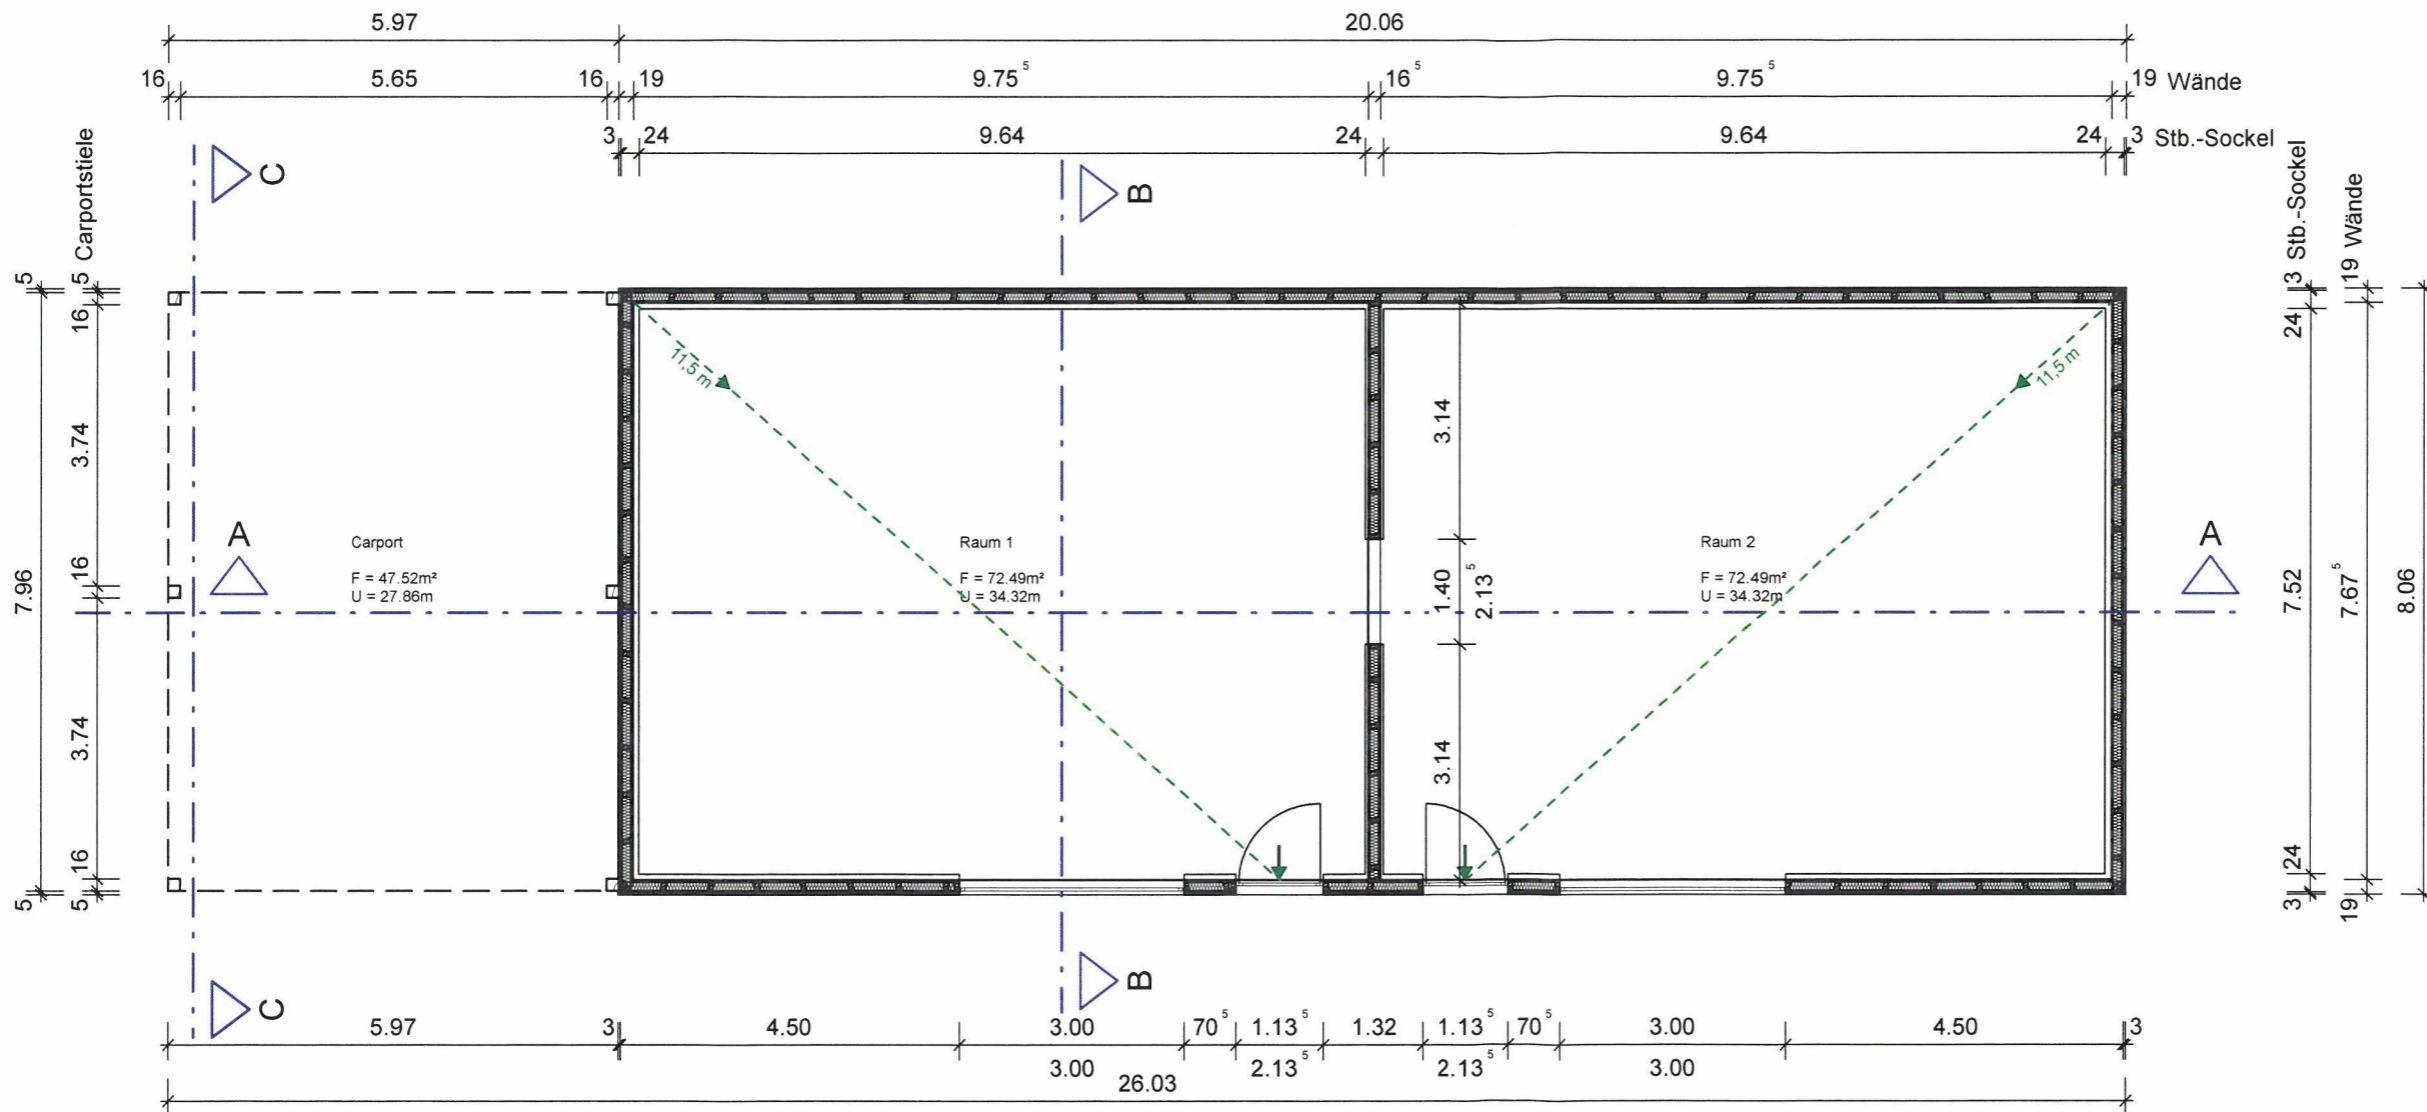 5.97 20.06
16 5.65 16 19 9.75⁵ 16⁵ 9.75⁵ 19 Wände
3 24 9.64 24 9.64 24 3 Stb.-Sockel
C
B
C
B
A
A
Carportstiele
5 16 3.74 16 3.74 16 5
5 7.96 5
Stb.-Sockel
3 24 7.52 24 3
Wände
19 7.67⁵ 19
8.06
11,5 m
11,5 m
3.14
1.40
2.13⁵
3.14
Carport
F = 47.52m²
U = 27.86m
Raum 1
F = 72.49m²
U = 34.32m
Raum 2
F = 72.49m²
U = 34.32m
5.97 3 4.50 3.00 70⁵ 1.13⁵ 1.32 1.13⁵ 70⁵ 3.00 4.50 3
3.00 2.13⁵ 2.13⁵ 3.00
26.03